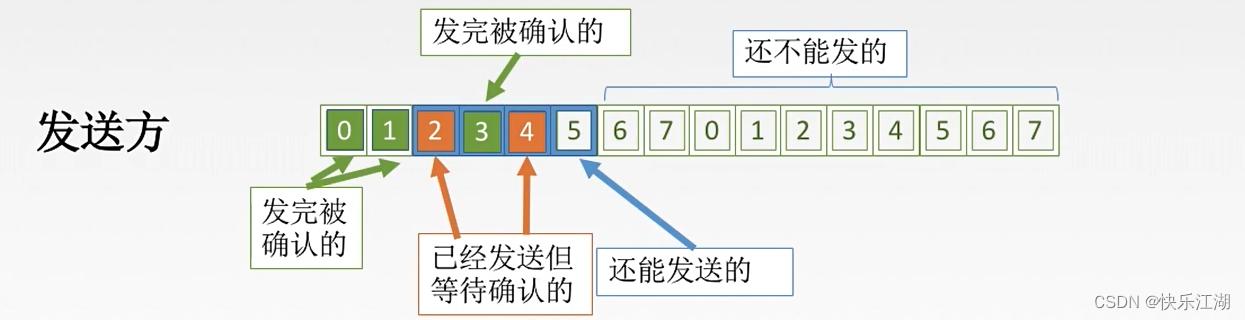 发完被确认的
还不能发的
发送方
0 1 2 3 4 5 6 7 0 1 2 3 4 5 6 7
发完被
确认的
已经发送但
等待确认的
还能发送的
CSDN @快乐江湖